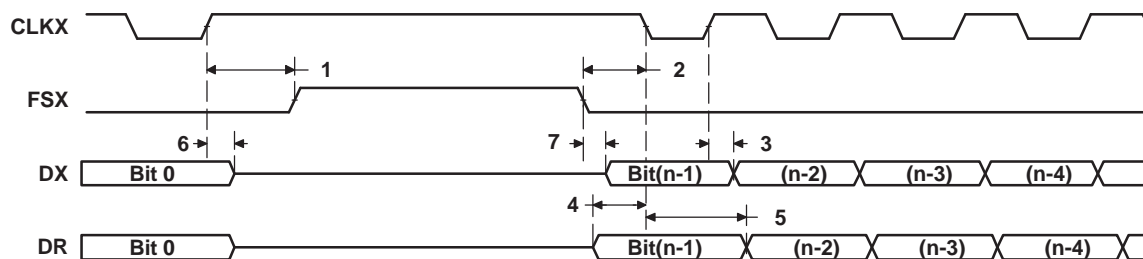 CLKX
1 2
FSX
6 7 3
DX Bit 0 Bit(n-1) (n-2) (n-3) (n-4)
4 5
DR Bit 0 Bit(n-1) (n-2) (n-3) (n-4)